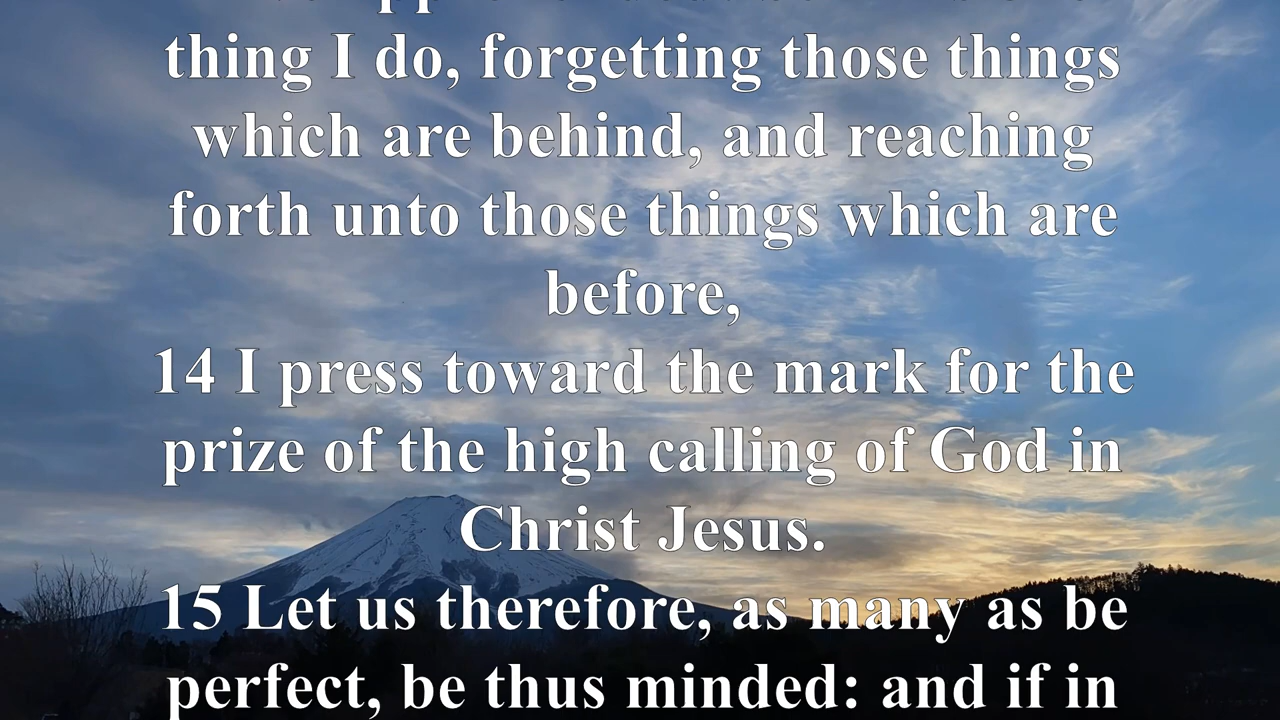 thing I do, forgetting those things
which are behind, and reaching
forth unto those things which are
before,
14 I press toward the mark for the
prize of the high calling of God in
Christ Jesus.
15 Let us therefore, as many as be
perfect, be thus minded: and if in